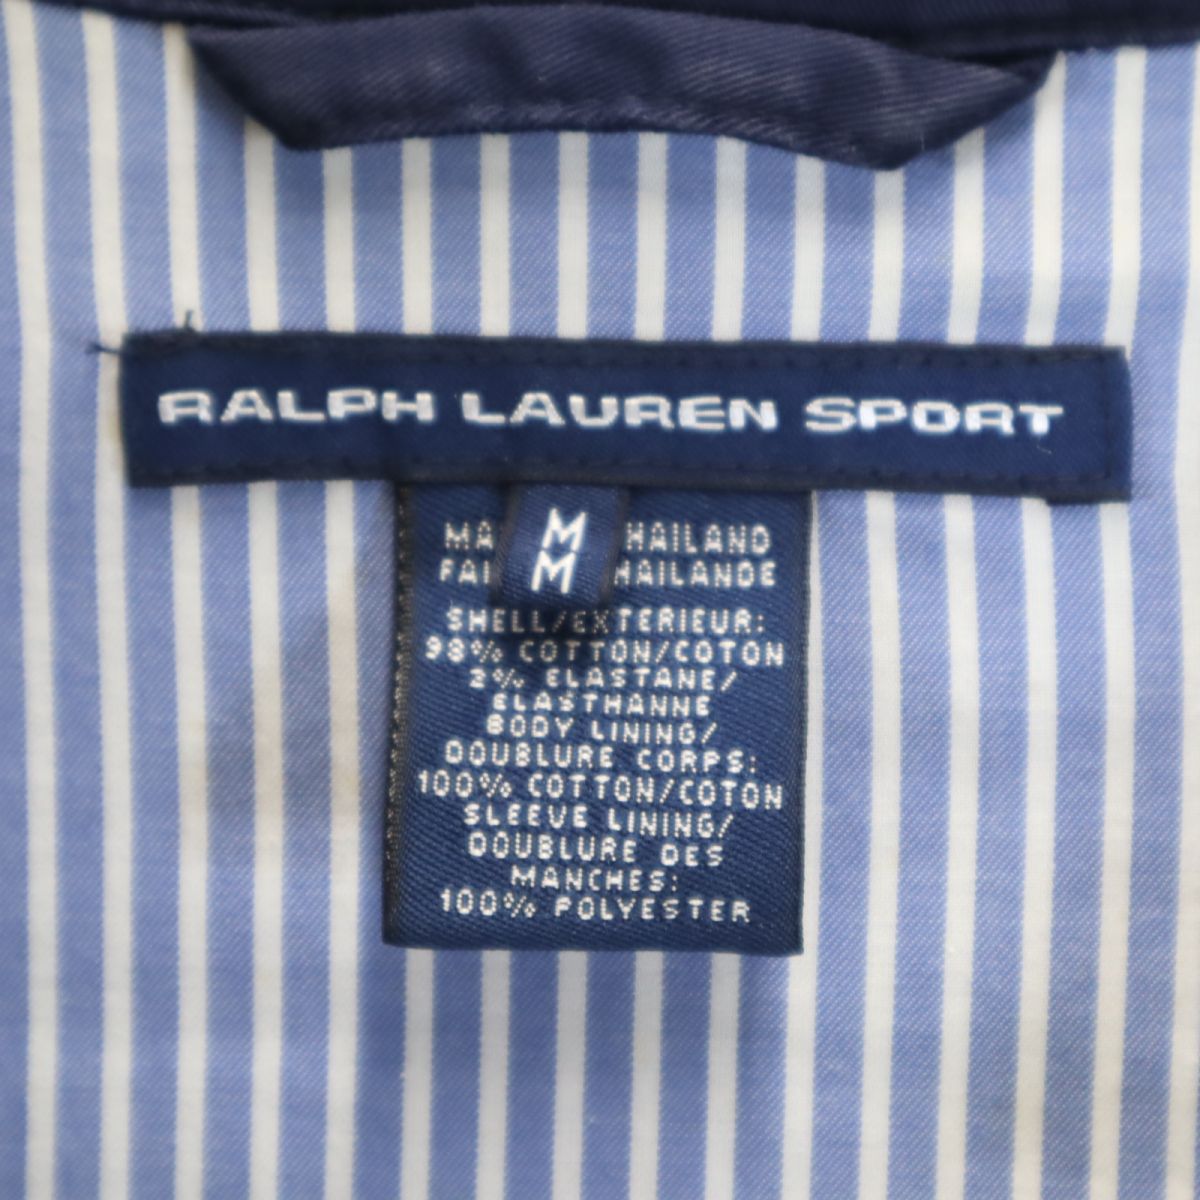 RALPH LAUREN SPORT
M
M
MA HAILAND
FAI HAILANDE
SHELL/EXTERIEUR:
98% COTTON/COTON
2% ELASTANE/
ELASTHANNE
BODY LINING/
DOUBLURE CORPS:
100% COTTON/COTON
SLEEVE LINING/
DOUBLURE DES
MANCHES:
100% POLYESTER